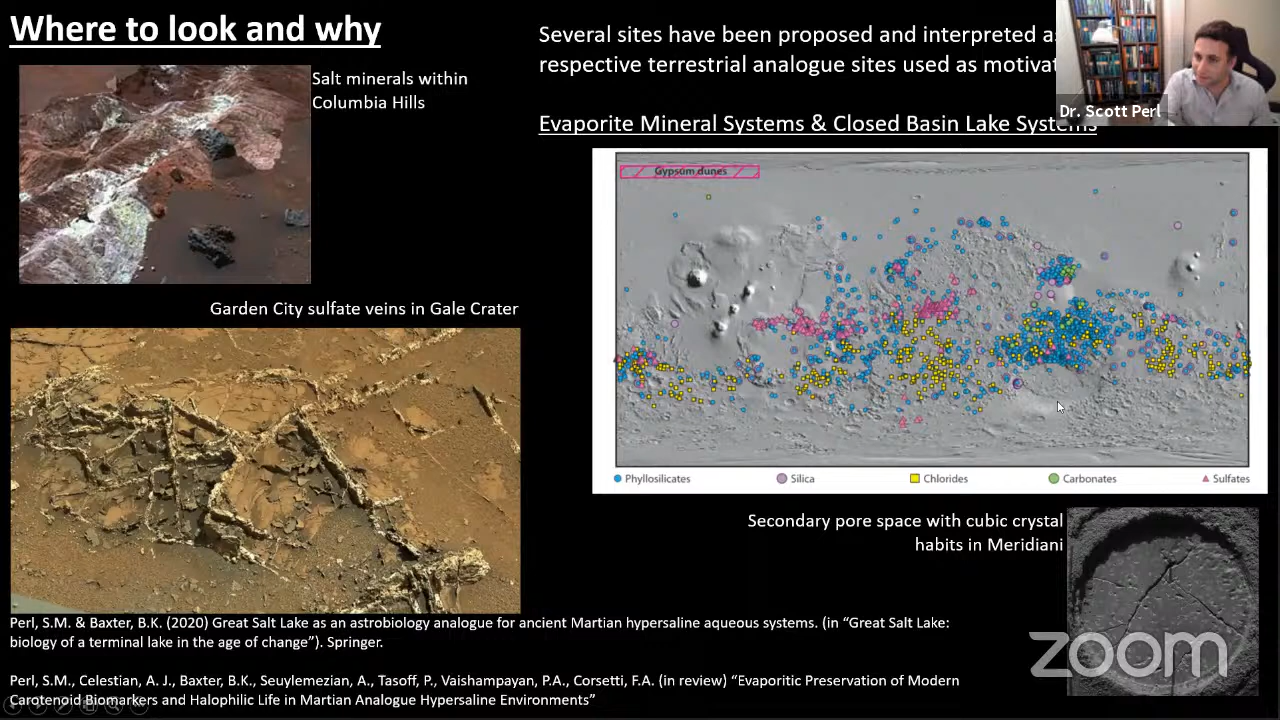 Where to look and why
Salt minerals within
Columbia Hills
Several sites have been proposed and interpreted
respective terrestrial analogue sites used as
Dr. Scott Perl
Evaporite Mineral Systems & Closed Basin Lake Systems
Gypsum dunes
Garden City sulfate veins in Gale Crater
Phyllosilicates
Silica
Chlorides
Carbonates
Sulfates
Secondary pore space with cubic crystal
habits in Meridiani
Perl, S.M. & Baxter, B.K. (2020) Great Salt Lake as an astrobiology analogue for ancient Martian hypersaline aqueous systems. (in “Great Salt Lake:
biology of a terminal lake in the age of change”). Springer.
Perl, S.M., Celestian, A. J., Baxter, B.K., Seuylemezian, A., Tasoff, P., Vaishampayan, P.A., Corsetti, F.A. (in review) “Evaporitic Preservation of Modern
Carotenoid Biomarkers and Halophilic Life in Martian Analogue Hypersaline Environments”
zoom